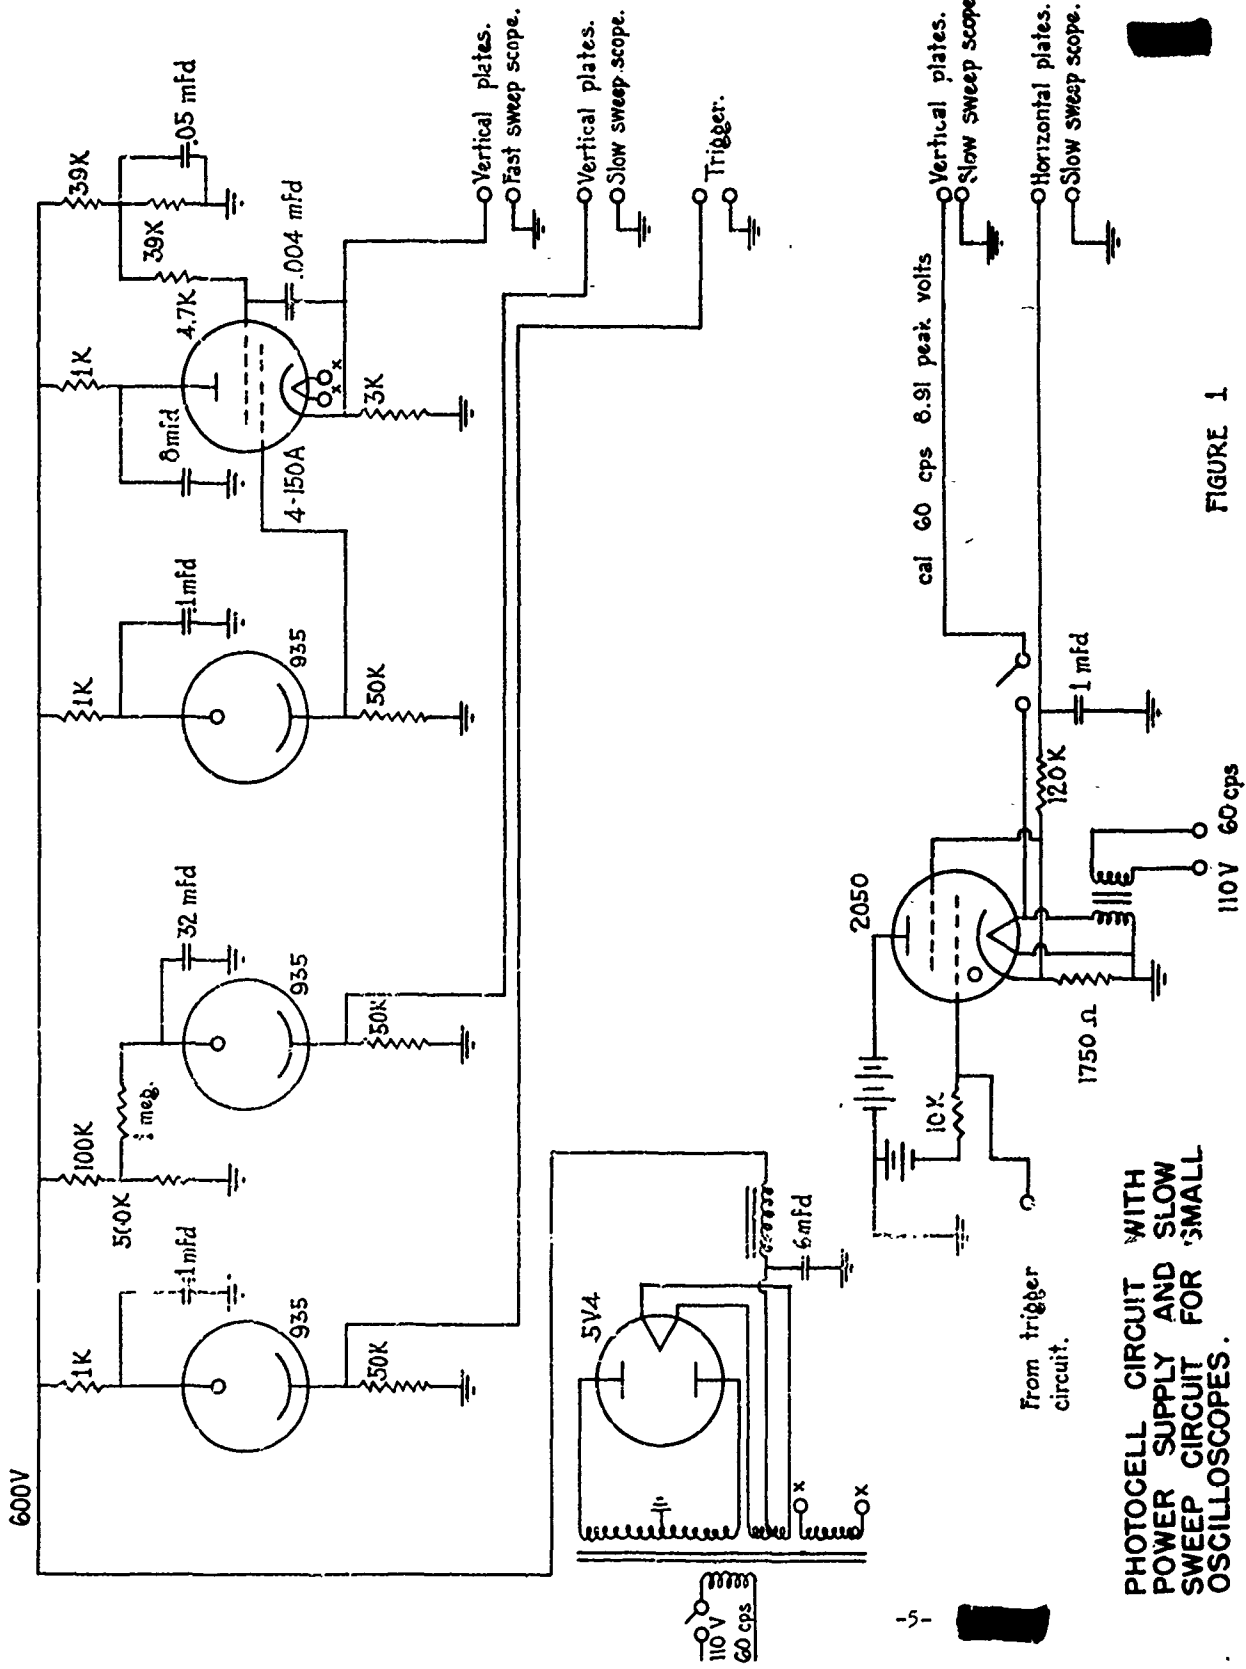 600V
1K
.1mfd
935
50K
100K
500K
meg.
32 mfd
935
50K
1K
.1mfd
935
50K
1K
8mfd
4-150A
4.7K
3K
x
x
39K
39K
.05 mfd
.004 mfd
Vertical plates.
Fast sweep scope.
Vertical plates.
Slow sweep scope.
Trigger.
110 V
60 cps
x
x
5V4
6mfd
2050
10K
1750 Ω
From trigger
circuit.
110V 60 cps
120K
1 mfd
cal 60 cps 8.91 peak volts
Vertical plates.
Slow sweep scope
Horizontal plates.
Slow sweep scope.
PHOTOCELL CIRCUIT WITH
POWER SUPPLY AND SLOW
SWEEP CIRCUIT FOR SMALL
OSCILLOSCOPES.
FIGURE 1
-5-